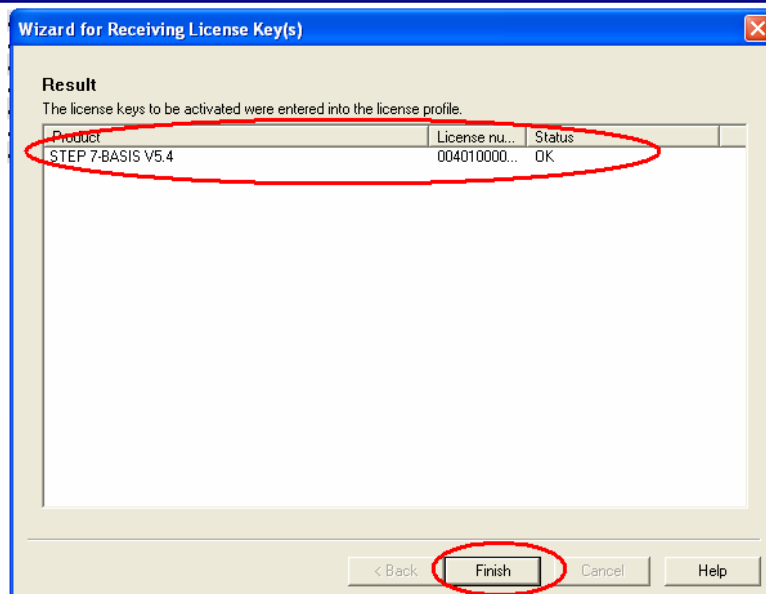 Wizard for Receiving License Key(s)
Result
The license keys to be activated were entered into the license profile.
Product License nu... Status
STEP 7-BASIS V5.4 004010000... OK
< Back Finish Cancel Help